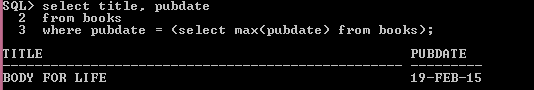 SQL> select title, pubdate
2 from books
3 where pubdate = (select max(pubdate) from books);
TITLE PUBDATE
-------------------------------------------------- ---------
BODY FOR LIFE 19-FEB-15